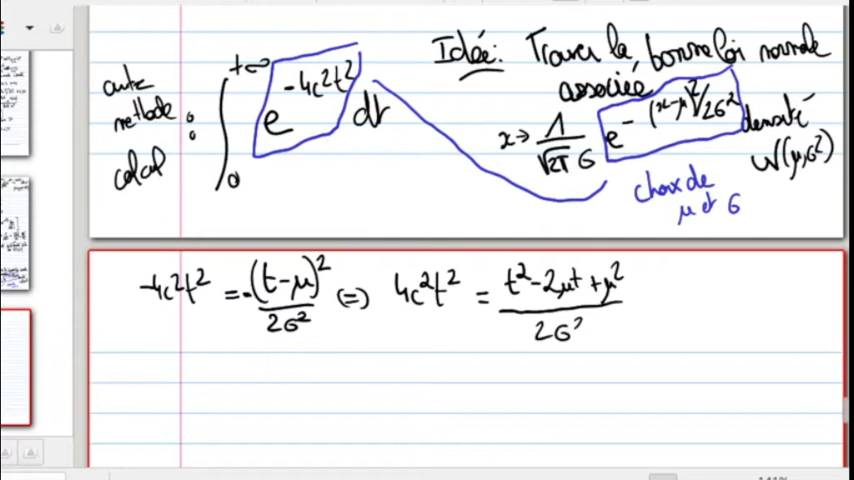 autre méthode calcul :
∫₀^{+∞} e^{-4c²t²} dt
Idée: Trouver la bonne loi normale
associée
x → 1/(√2π σ) e^{-(x-μ)²/2σ²} densité
N(μ,σ²)
choix de
μ et σ
-4c²t² = -(t-μ)²/2σ² (=) 4c²t² = (t²-2μt+μ²)/2σ²